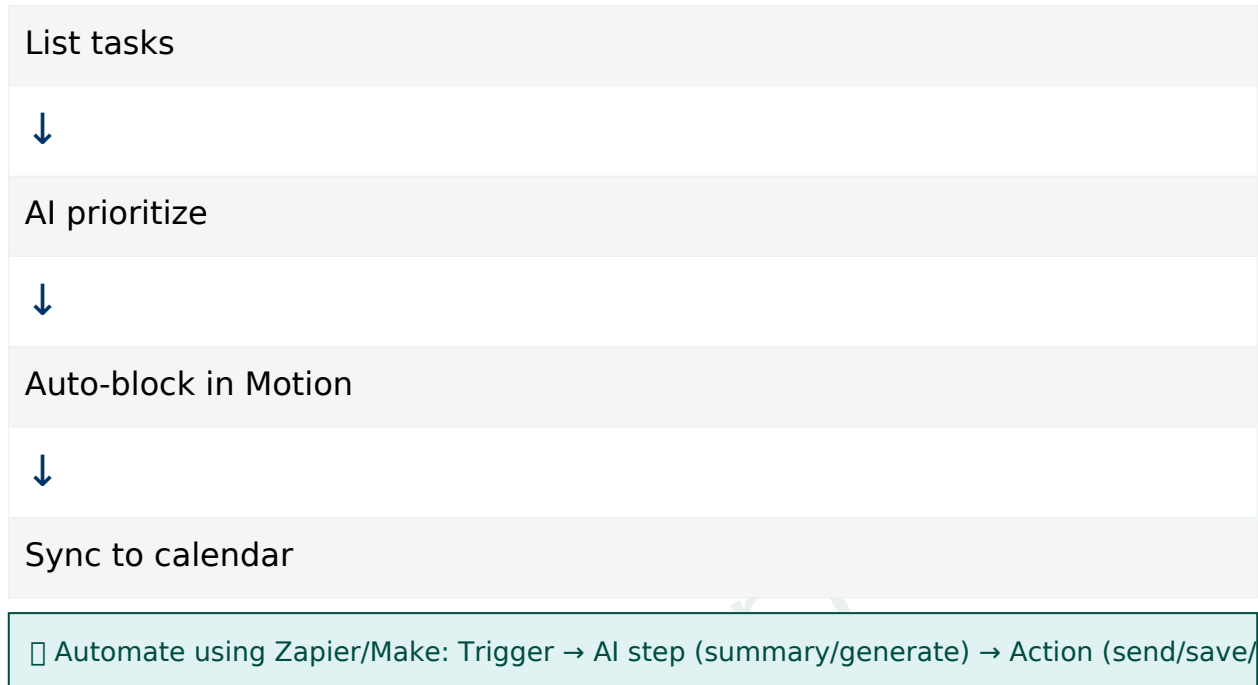 List tasks
↓
AI prioritize
↓
Auto-block in Motion
↓
Sync to calendar
Automate using Zapier/Make: Trigger → AI step (summary/generate) → Action (send/save/